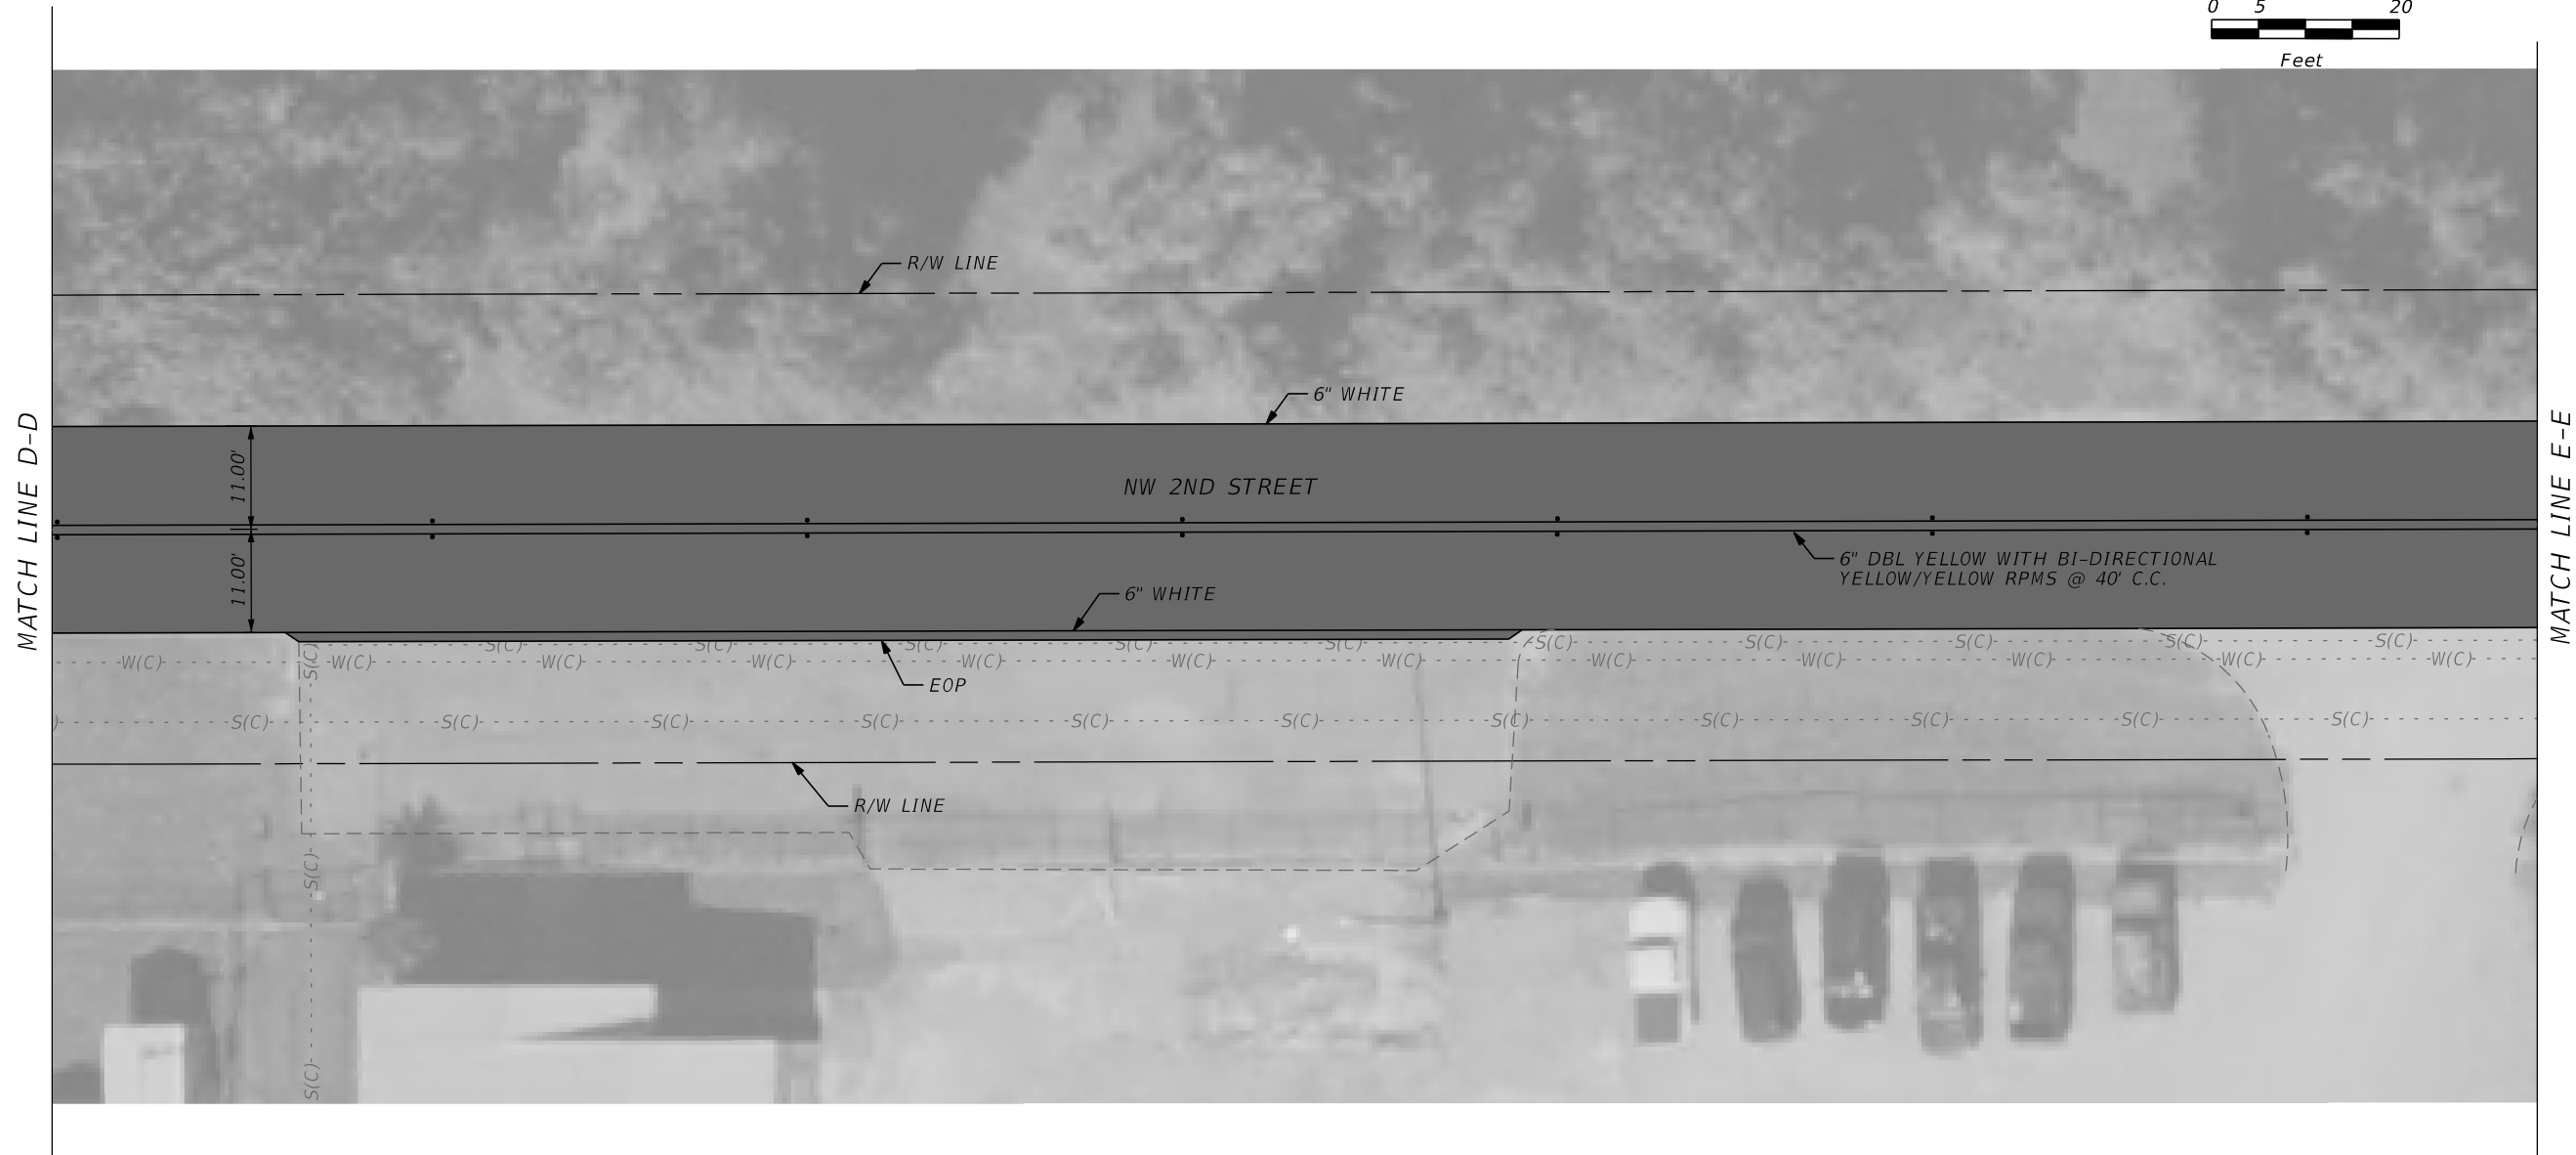 0 5 20
Feet
R/W LINE
6" WHITE
MATCH LINE D-D
MATCH LINE E-E
11.00'
NW 2ND STREET
11.00'
6" DBL YELLOW WITH BI-DIRECTIONAL
YELLOW/YELLOW RPMS @ 40' C.C.
6" WHITE
S(C) S(C) S(C) S(C) S(C) S(C) S(C) S(C) S(C) S(C)
W(C) W(C) W(C) W(C) W(C) W(C) W(C) W(C) W(C) W(C) W(C) W(C)
S(C)
EOP
) S(C) S(C) S(C) S(C) S(C) S(C) S(C) S(C) S(C) S(C) S(C)
R/W LINE
S(C)
S(C)